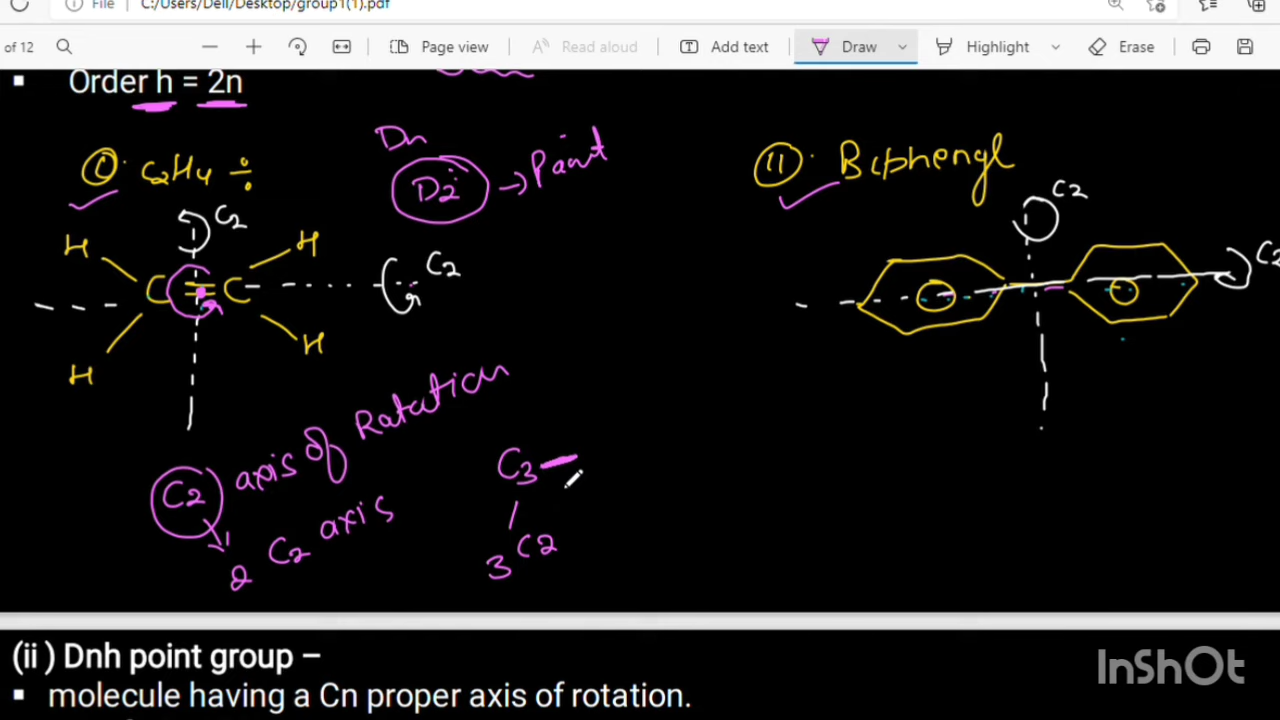 File C:/Users/Dell/Desktop/group1(1).pdf
of 12 Page view Read aloud Add text Draw Highlight Erase
▪ Order h = 2n
(i). C2H4 ÷
Dn
D2 → Point
(11). Biphenyl
C2
C2
C2
C2
H H
C = C
H H
C2 axis of Rotation
2 C2 axis
C3 –
3 C2
(ii ) Dnh point group –
▪ molecule having a Cn proper axis of rotation.
InShOt